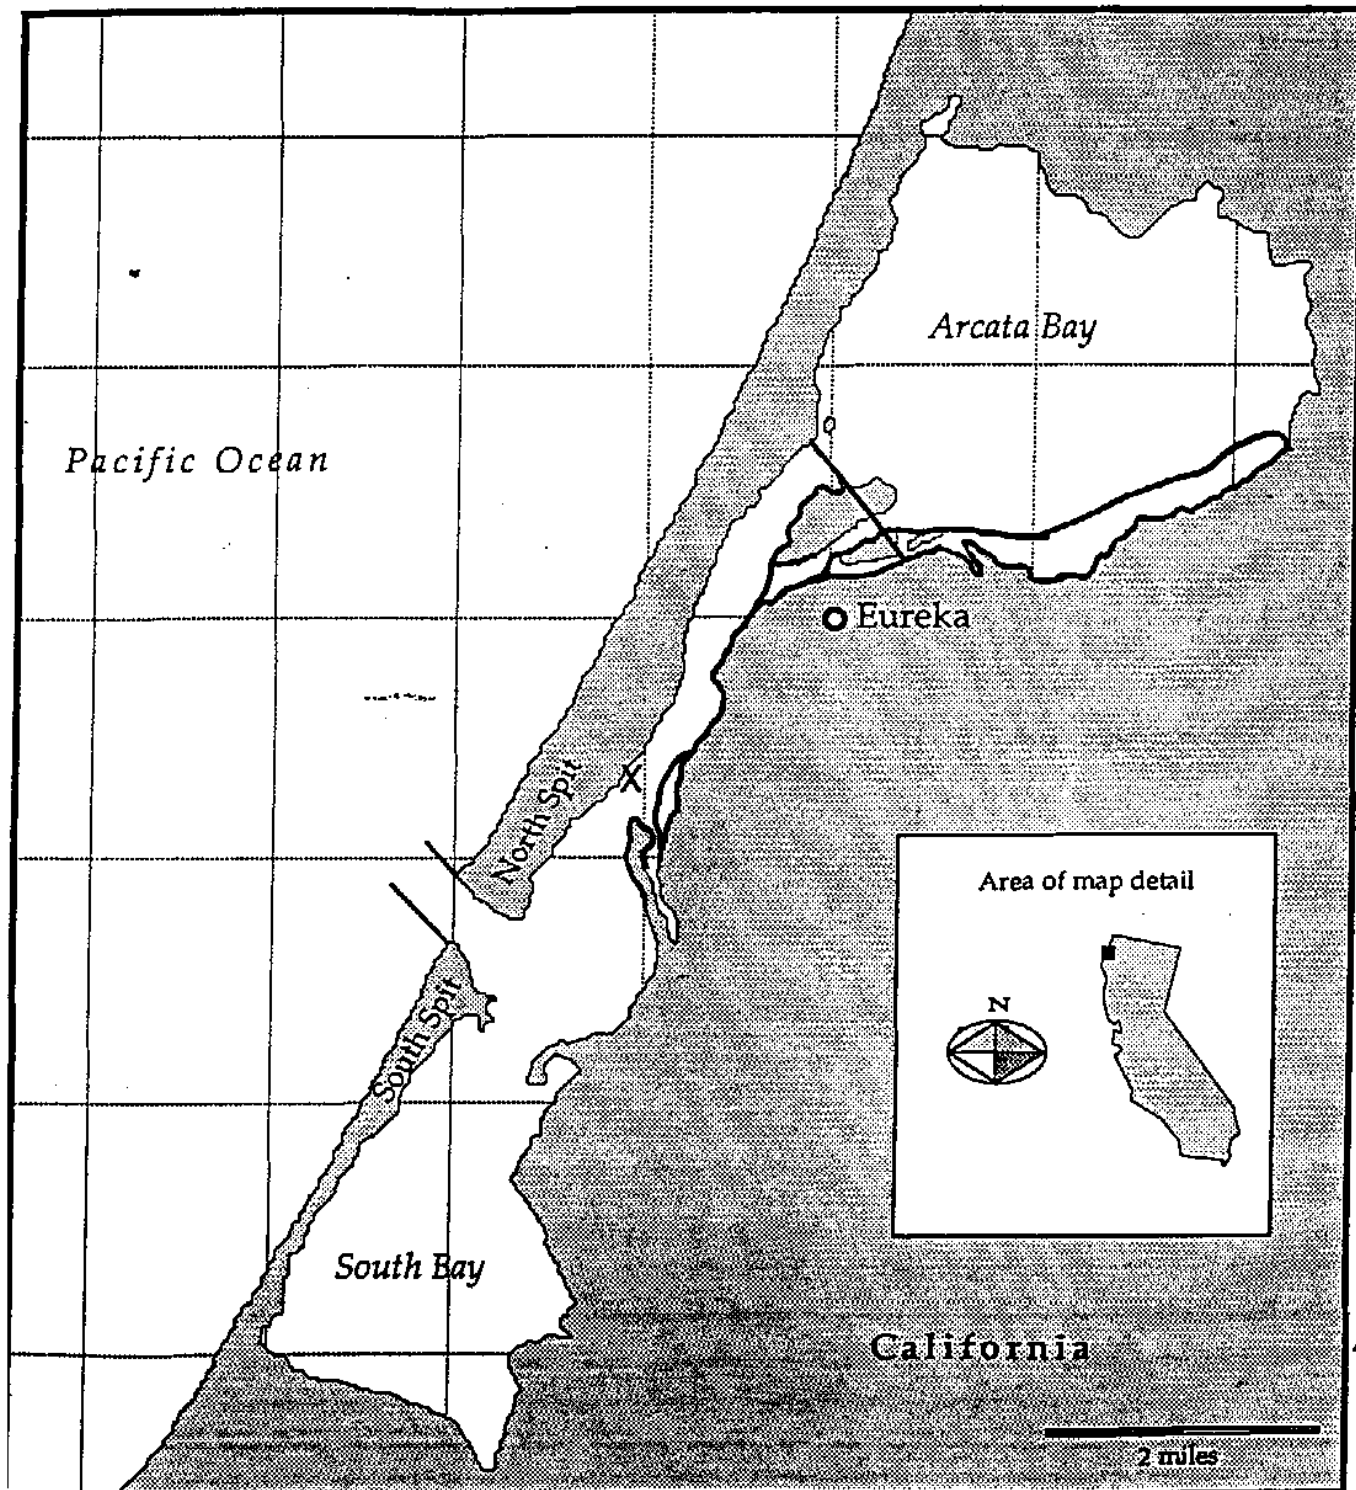 Arcata Bay
Pacific Ocean
Eureka
X
North Spit
Area of map detail
South Spit
N
South Bay
California
2 miles